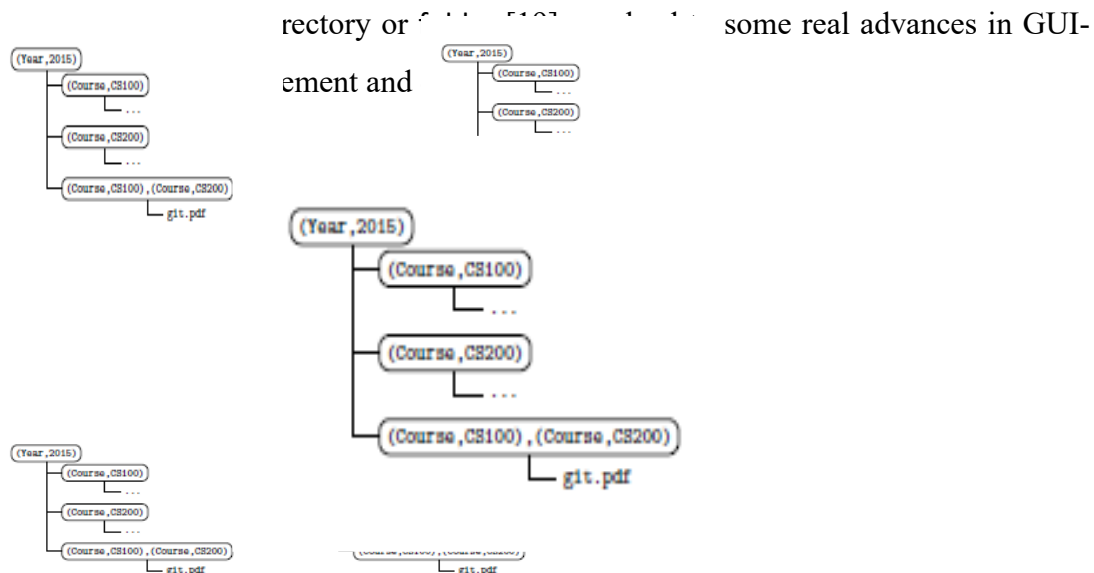 rectory or some real advances in GUI-
ement and
(Year,2015)
(Course,CS100)
...
(Course,CS200)
...
(Course,CS100),(Course,CS200)
git.pdf
(Year,2015)
(Course,CS100)
...
(Course,CS200)
...
(Year,2015)
(Course,CS100)
...
(Course,CS200)
...
(Course,CS100),(Course,CS200)
git.pdf
(Year,2015)
(Course,CS100)
...
(Course,CS200)
...
(Course,CS100),(Course,CS200)
git.pdf
(Course,CS100),(Course,CS200)
git.pdf